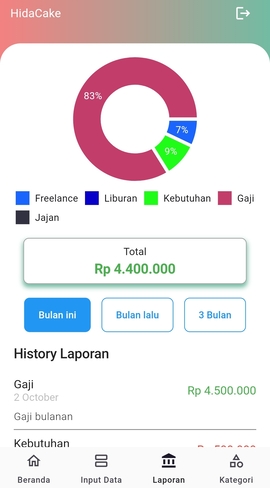 HidaCake
83%
7%
9%
Freelance
Liburan
Kebutuhan
Gaji
Jajan
Total
Rp 4.400.000
Bulan ini
Bulan lalu
3 Bulan
History Laporan
Gaji
Rp 4.500.000
2 October
Gaji bulanan
Kebutuhan
Beranda
Input Data
Laporan
Kategori